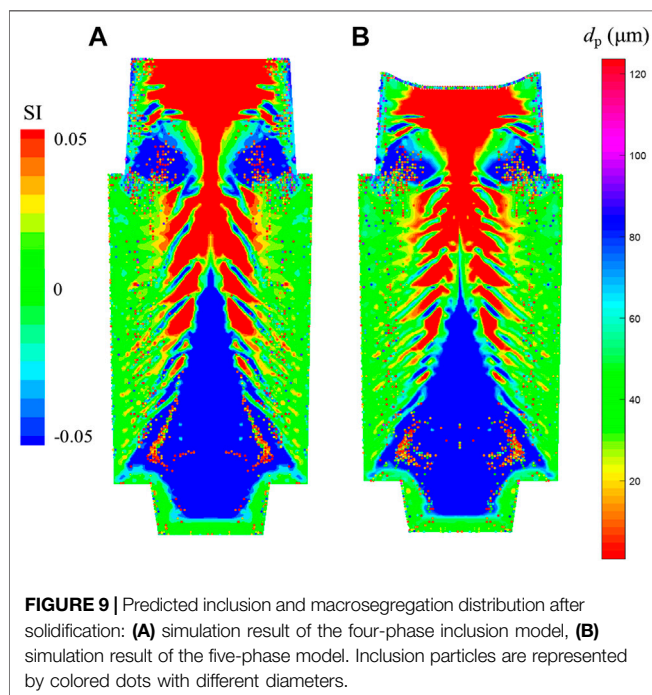 A
B
dp (μm)
SI
0.05
0
-0.05
120
100
80
60
40
20
FIGURE 9 | Predicted inclusion and macrosegregation distribution after
solidification: (A) simulation result of the four-phase inclusion model, (B)
simulation result of the five-phase model. Inclusion particles are represented
by colored dots with different diameters.